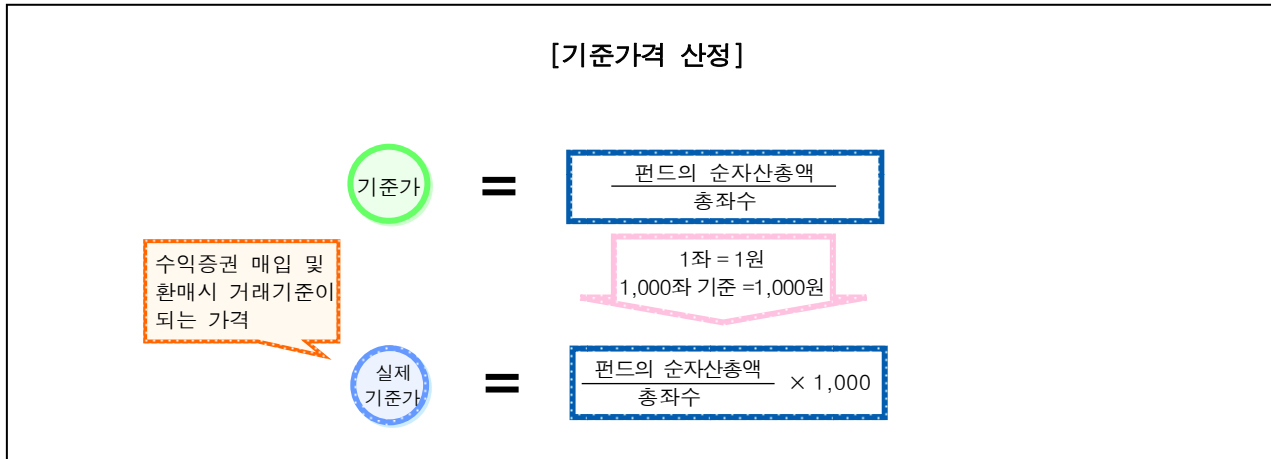 [기준가격 산정]
기준가
=
펀드의 순자산총액
총좌수
1좌 = 1원
1,000좌 기준 =1,000원
수익증권 매입 및
환매시 거래기준이
되는 가격
실제
기준가
=
펀드의 순자산총액
총좌수
× 1,000